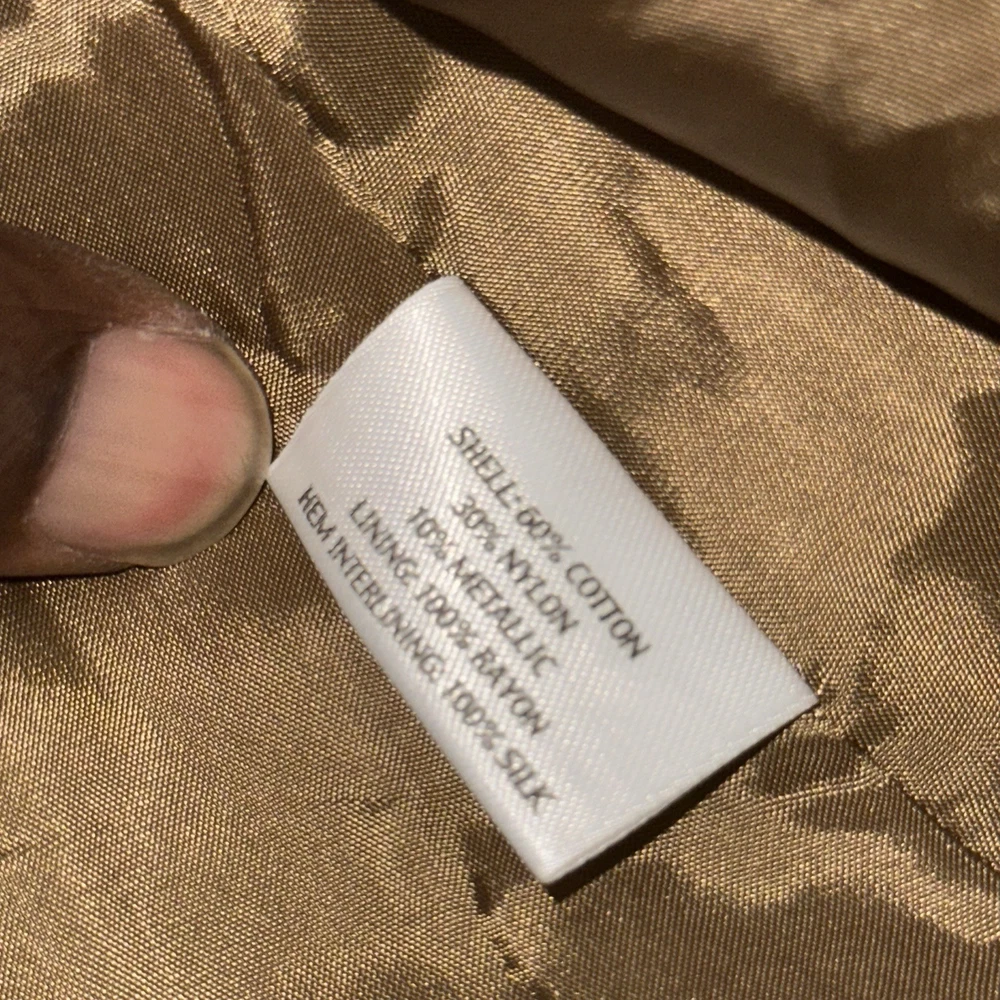 SHELL: 60% COTTON
30% NYLON
10% METALLIC
LINING: 100% RAYON
HEM INTERLINING: 100% SILK